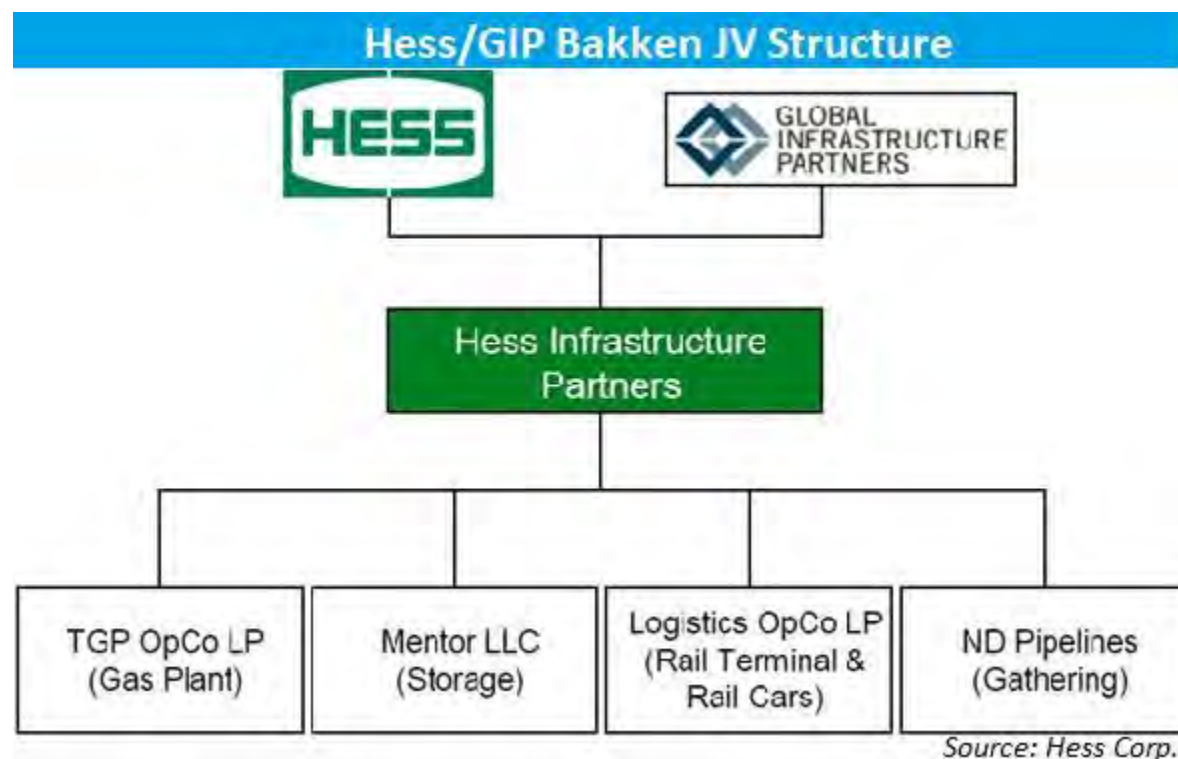 Hess/GIP Bakken JV Structure
HESS
GLOBAL
INFRASTRUCTURE
PARTNERS
Hess Infrastructure
Partners
TGP OpCo LP
(Gas Plant)
Mentor LLC
(Storage)
Logistics OpCo LP
(Rail Terminal &
Rail Cars)
ND Pipelines
(Gathering)
Source: Hess Corp.